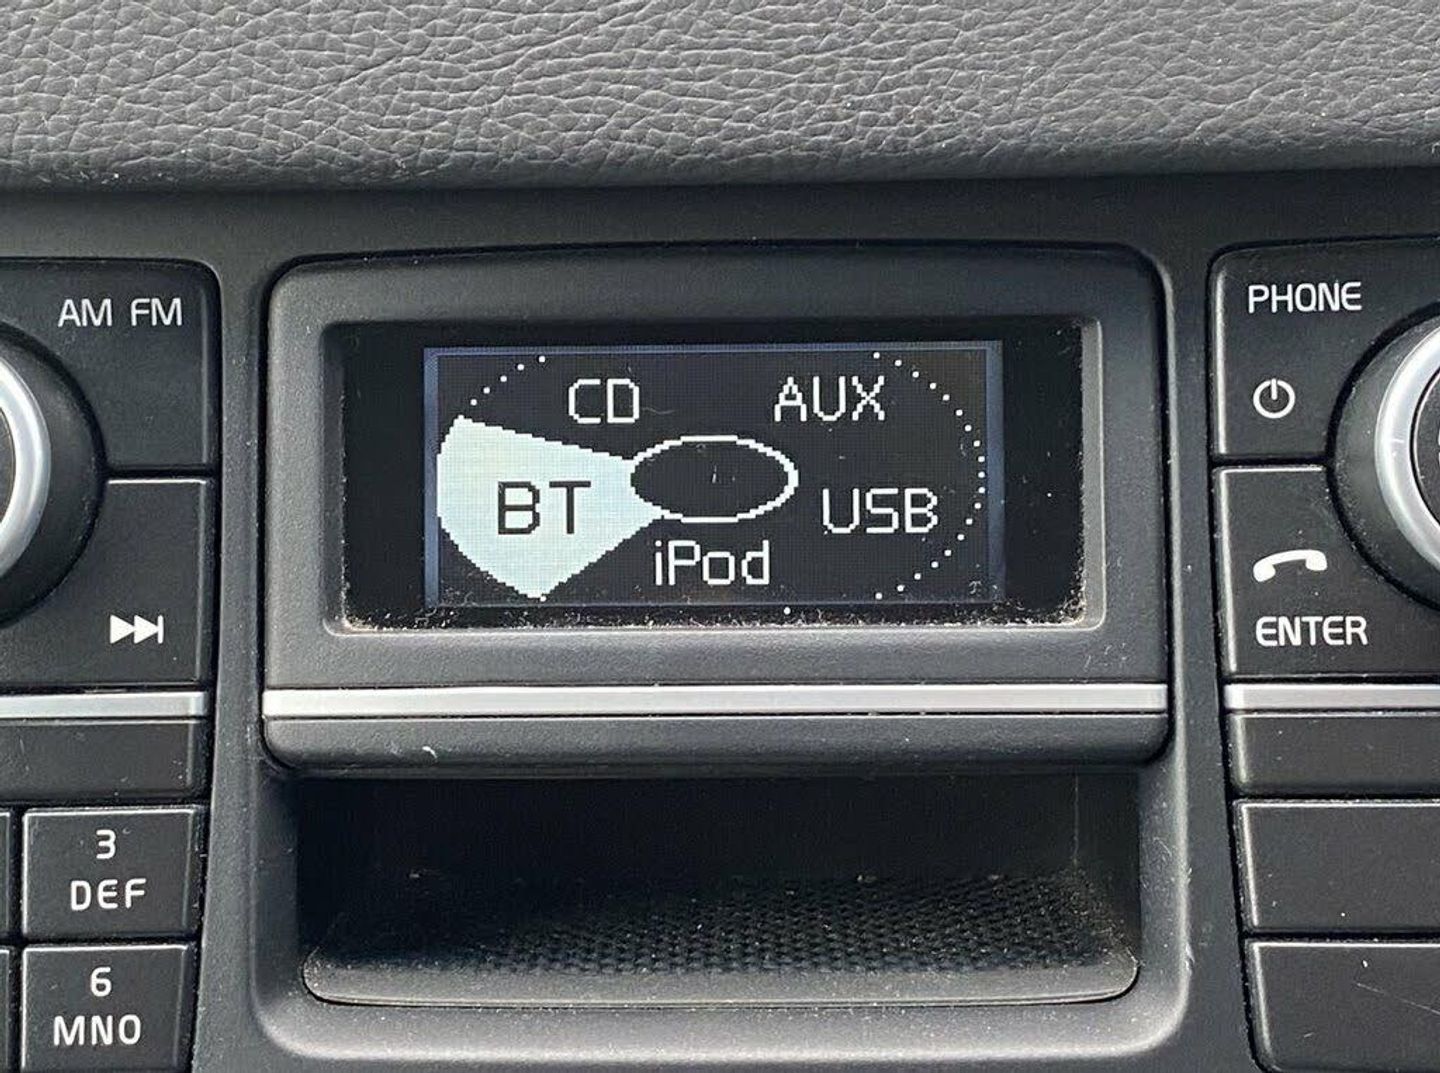 AM FM
PHONE
CD
AUX
BT
USB
iPod
ENTER
3
DEF
6
MNO